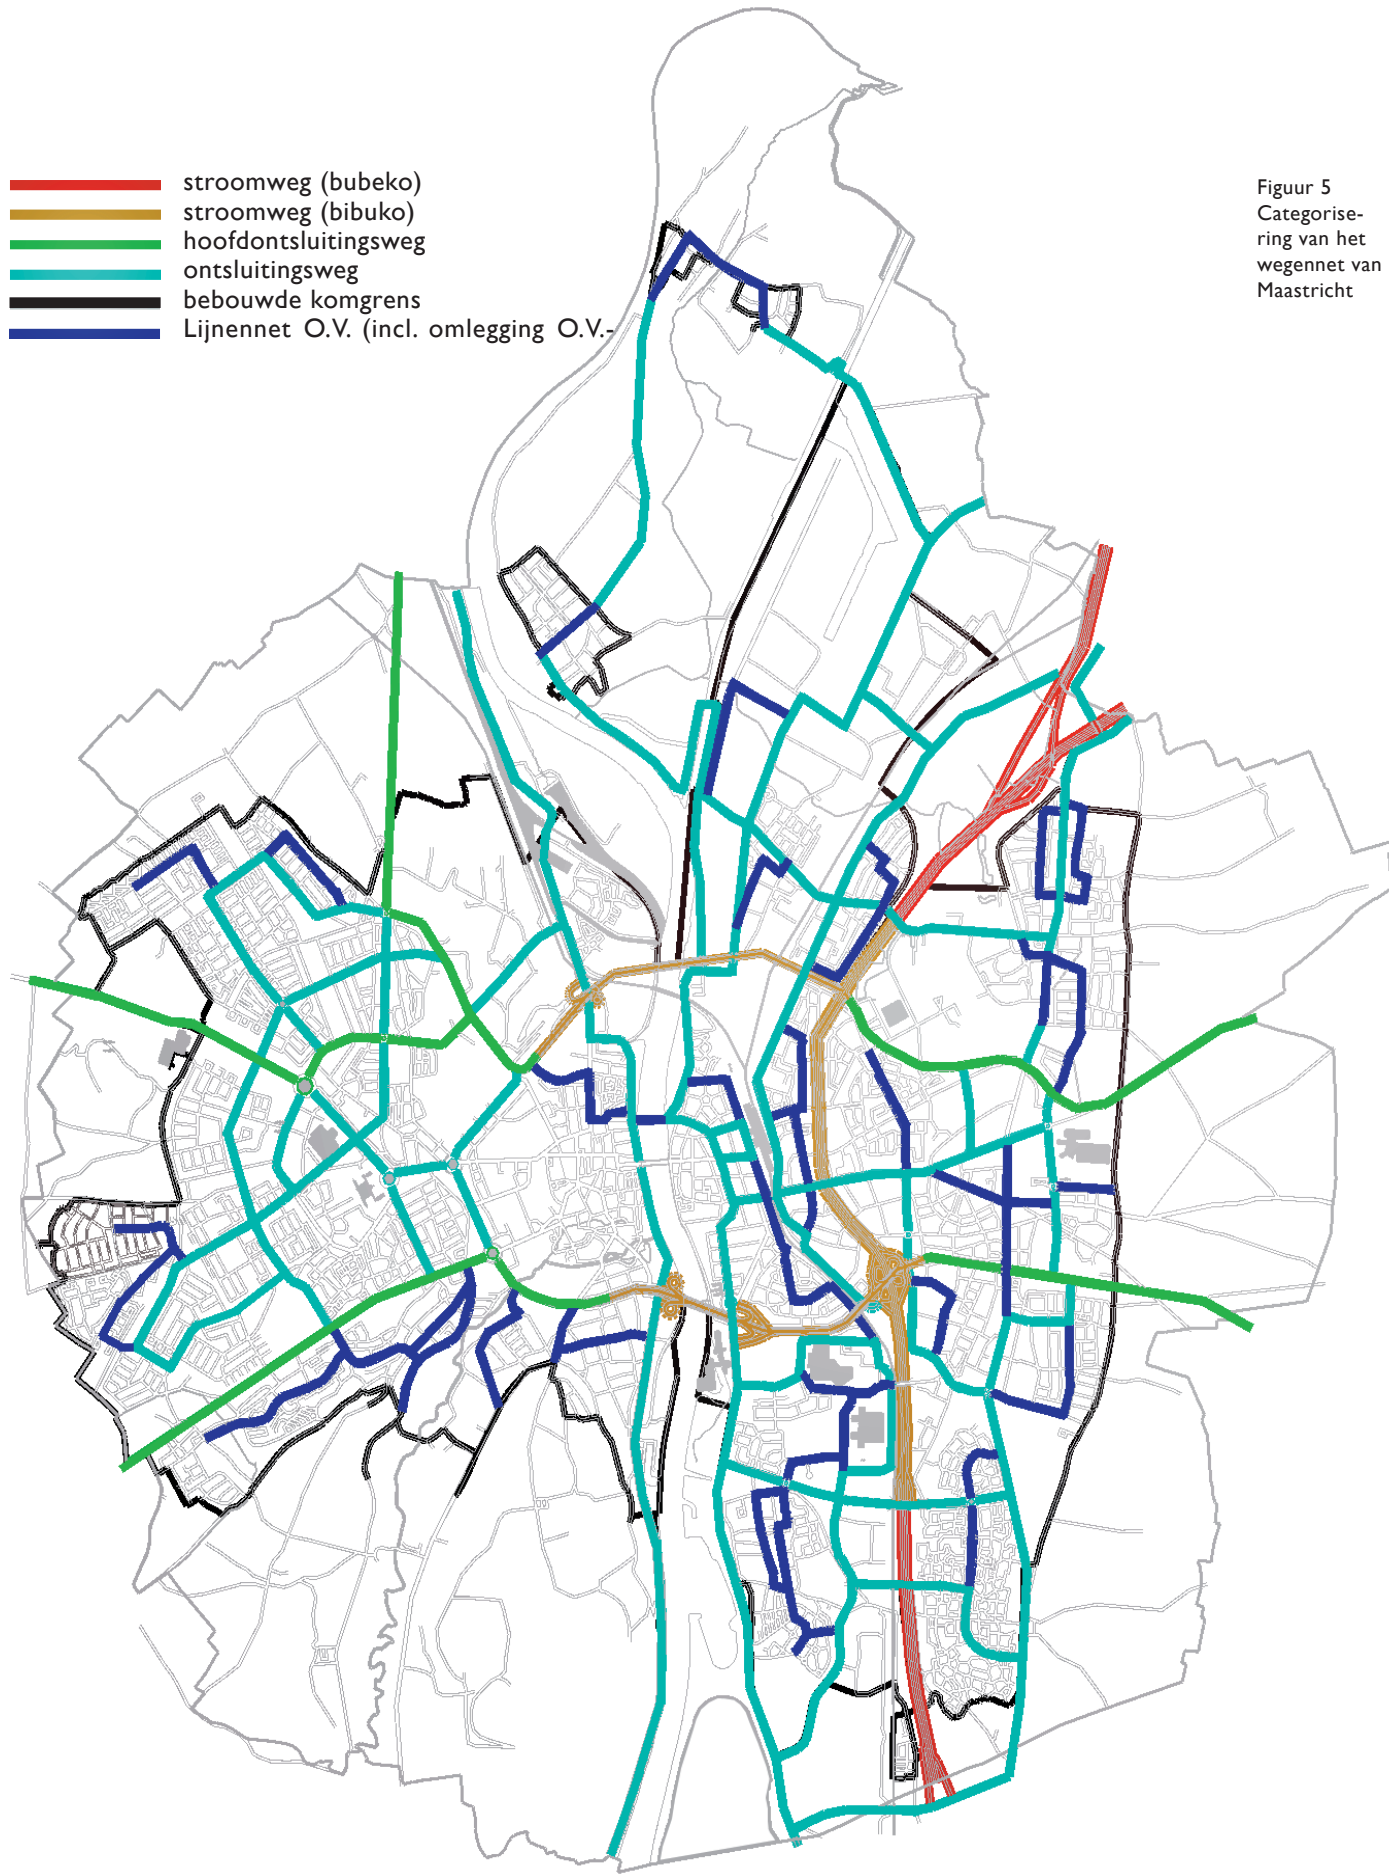 stroomweg (bubeko)
stroomweg (bibuko)
hoofdontsluitingsweg
ontsluitingsweg
bebouwde komgrens
Lijnennet O.V. (incl. omlegging O.V.-
Figuur 5
Categorise-
ring van het
wegennet van
Maastricht